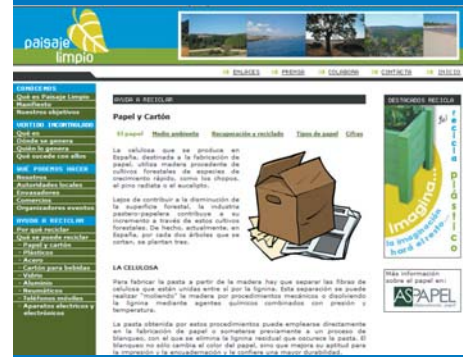 paisaje
limpio
ENLACES
PRENSA
COLABORA
CONTACTA
INICIO
CONÓCENOS
Qué es Paisaje Limpio
Manifiesto
Nuestros objetivos
VERTIDO INCONTROLADO
Qué es
Dónde se genera
Quién lo genera
Qué sucede con ellos
QUÉ PODEMOS HACER
Nosotros
Autoridades locales
Envasadores
Comercios
Organizadores eventos
AYUDA A RECICLAR
Por qué reciclar
Qué se puede reciclar
- Papel y cartón
- Plásticos
- Acero
- Cartón para bebidas
- Vidrio
- Aluminio
- Neumáticos
- Teléfonos móviles
- Aparatos electricos y
electrónicos
AYUDA A RECICLAR
Papel y Cartón
El papel
Medio ambiente
Recuperación y reciclado
Tipos de papel
Cifras
La celulosa que se produce en
España, destinada a la fabricación de
papel, utiliza madera procedente de
cultivos forestales de especies de
crecimiento rápido, como los chopos,
el pino radiata o el eucalipto.
Lejos de contribuir a la disminución de
la superficie forestal, la industria
pastero-papelera contribuye a su
incremento a través de estos cultivos
forestales. De hecho, actualmente, en
España, por cada dos árboles que se
cortan, se plantan tres.
LA CELULOSA
Para fabricar la pasta a partir de la madera hay que separar las fibras de
celulosa que están unidas entre sí por la lignina. Esta separación se puede
realizar "moliendo" la madera por procedimientos mecánicos o disolviendo
la lignina mediante agentes químicos combinados con presión y
temperatura.
La pasta obtenida por estos procedimientos puede emplearse directamente
en la fabricación de papel o someterse previamente a un proceso de
blanqueo, con el que se elimina la lignina residual que oscurece la pasta. El
blanqueo no sólo cambia el color del papel, sino que mejora su aptitud para
la impresión y la encuadernación y le confiere una mayor durabilidad.
DESTACADOS RECICLA
recicla
plástico
Imagina...
la imaginación
hará el resto
Más información
sobre el papel en:
ASPAPEL